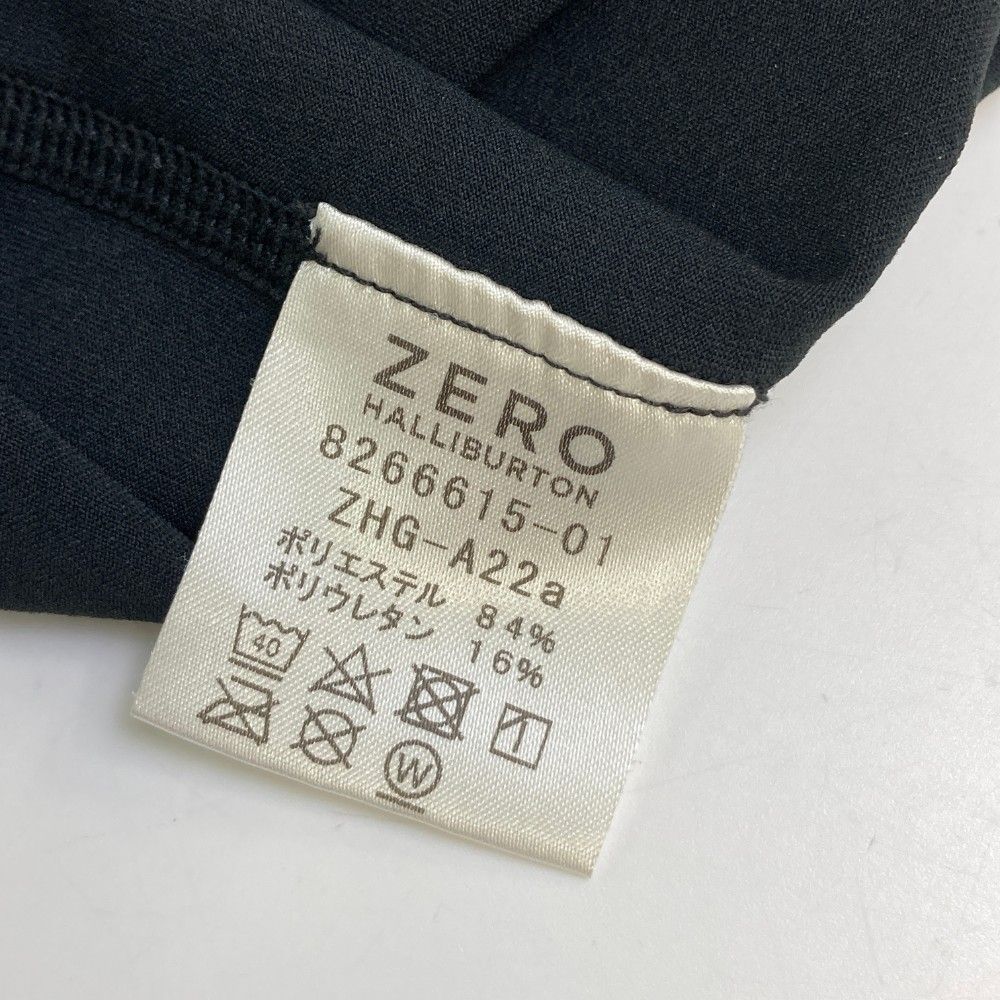 ZERO
HALLIBURTON
8266615-01
ZHG-A22a
ポリエステル 84%
ポリウレタン 16%
40
W